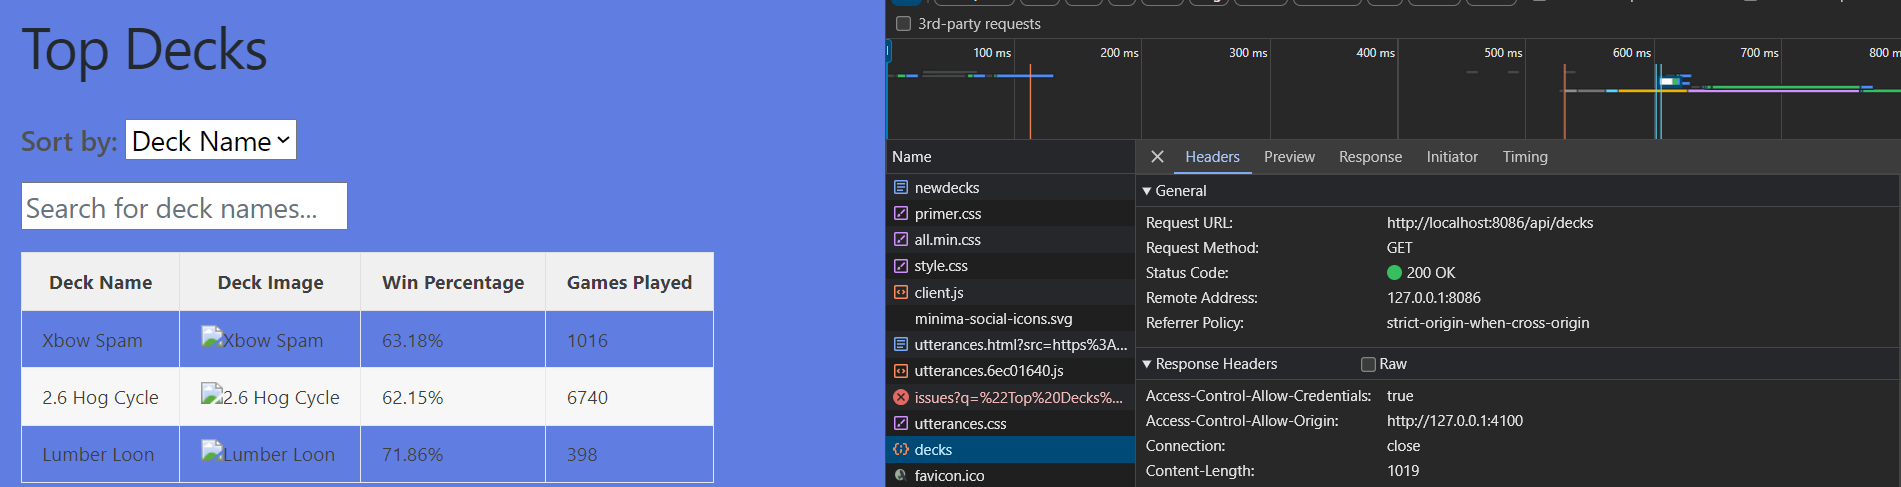 Top Decks
Sort by: Deck Name
Search for deck names...
Deck Name Deck Image Win Percentage Games Played
Xbow Spam Xbow Spam 63.18% 1016
2.6 Hog Cycle 2.6 Hog Cycle 62.15% 6740
Lumber Loon Lumber Loon 71.86% 398
3rd-party requests
100 ms 200 ms 300 ms 400 ms 500 ms 600 ms 700 ms 800 m
Name
newdecks
primer.css
all.min.css
style.css
client.js
minima-social-icons.svg
utterances.html?src=https%3A...
utterances.6ec01640.js
issues?q=%22Top%20Decks%...
utterances.css
decks
favicon.ico
Headers Preview Response Initiator Timing
General
Request URL: http://localhost:8086/api/decks
Request Method: GET
Status Code: 200 OK
Remote Address: 127.0.0.1:8086
Referrer Policy: strict-origin-when-cross-origin
Response Headers Raw
Access-Control-Allow-Credentials: true
Access-Control-Allow-Origin: http://127.0.0.1:4100
Connection: close
Content-Length: 1019